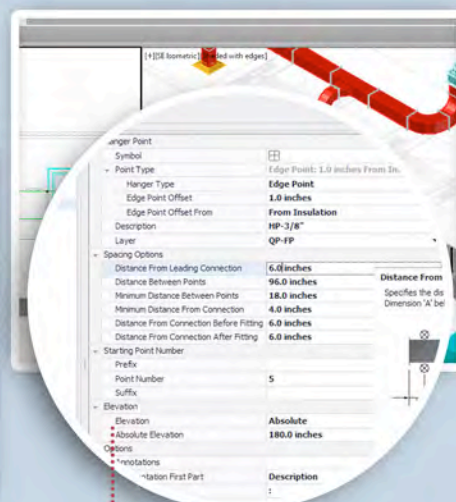 [+][SE Isometric][Shaded with edges]
Hanger Point
Symbol
Point Type Edge Point: 1.0 inches From In...
Hanger Type Edge Point
Edge Point Offset 1.0 inches
Edge Point Offset From From Insulation
Description HP-3/8"
Layer QP-FP
Spacing Options
Distance From Leading Connection 6.0 inches
Distance Between Points 96.0 inches
Minimum Distance Between Points 18.0 inches
Minimum Distance From Connection 4.0 inches
Distance From Connection Before Fitting 6.0 inches
Distance From Connection After Fitting 6.0 inches
Distance From
Specifies the dis
Dimension 'A' bel
Starting Point Number
Prefix
Point Number 5
Suffix
Elevation
Elevation Absolute
Absolute Elevation 180.0 inches
Options
Annotations
Annotation First Part Description
: